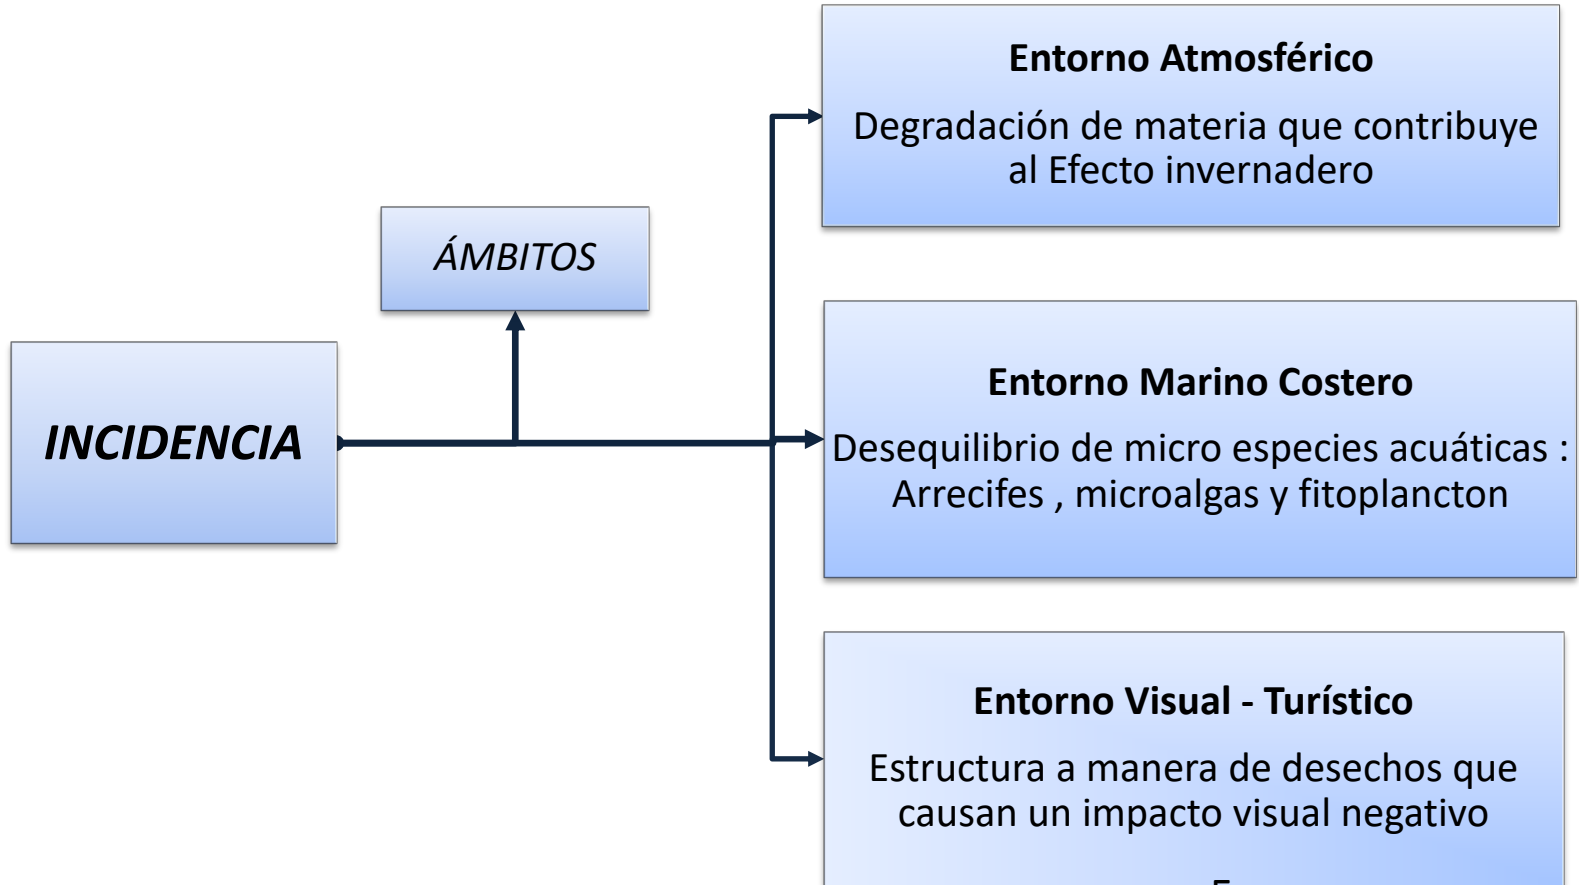 Entorno Atmosférico
Degradación de materia que contribuye
al Efecto invernadero
ÁMBITOS
INCIDENCIA
Entorno Marino Costero
Desequilibrio de micro especies acuáticas :
Arrecifes , microalgas y fitoplancton
Entorno Visual - Turístico
Estructura a manera de desechos que
causan un impacto visual negativo